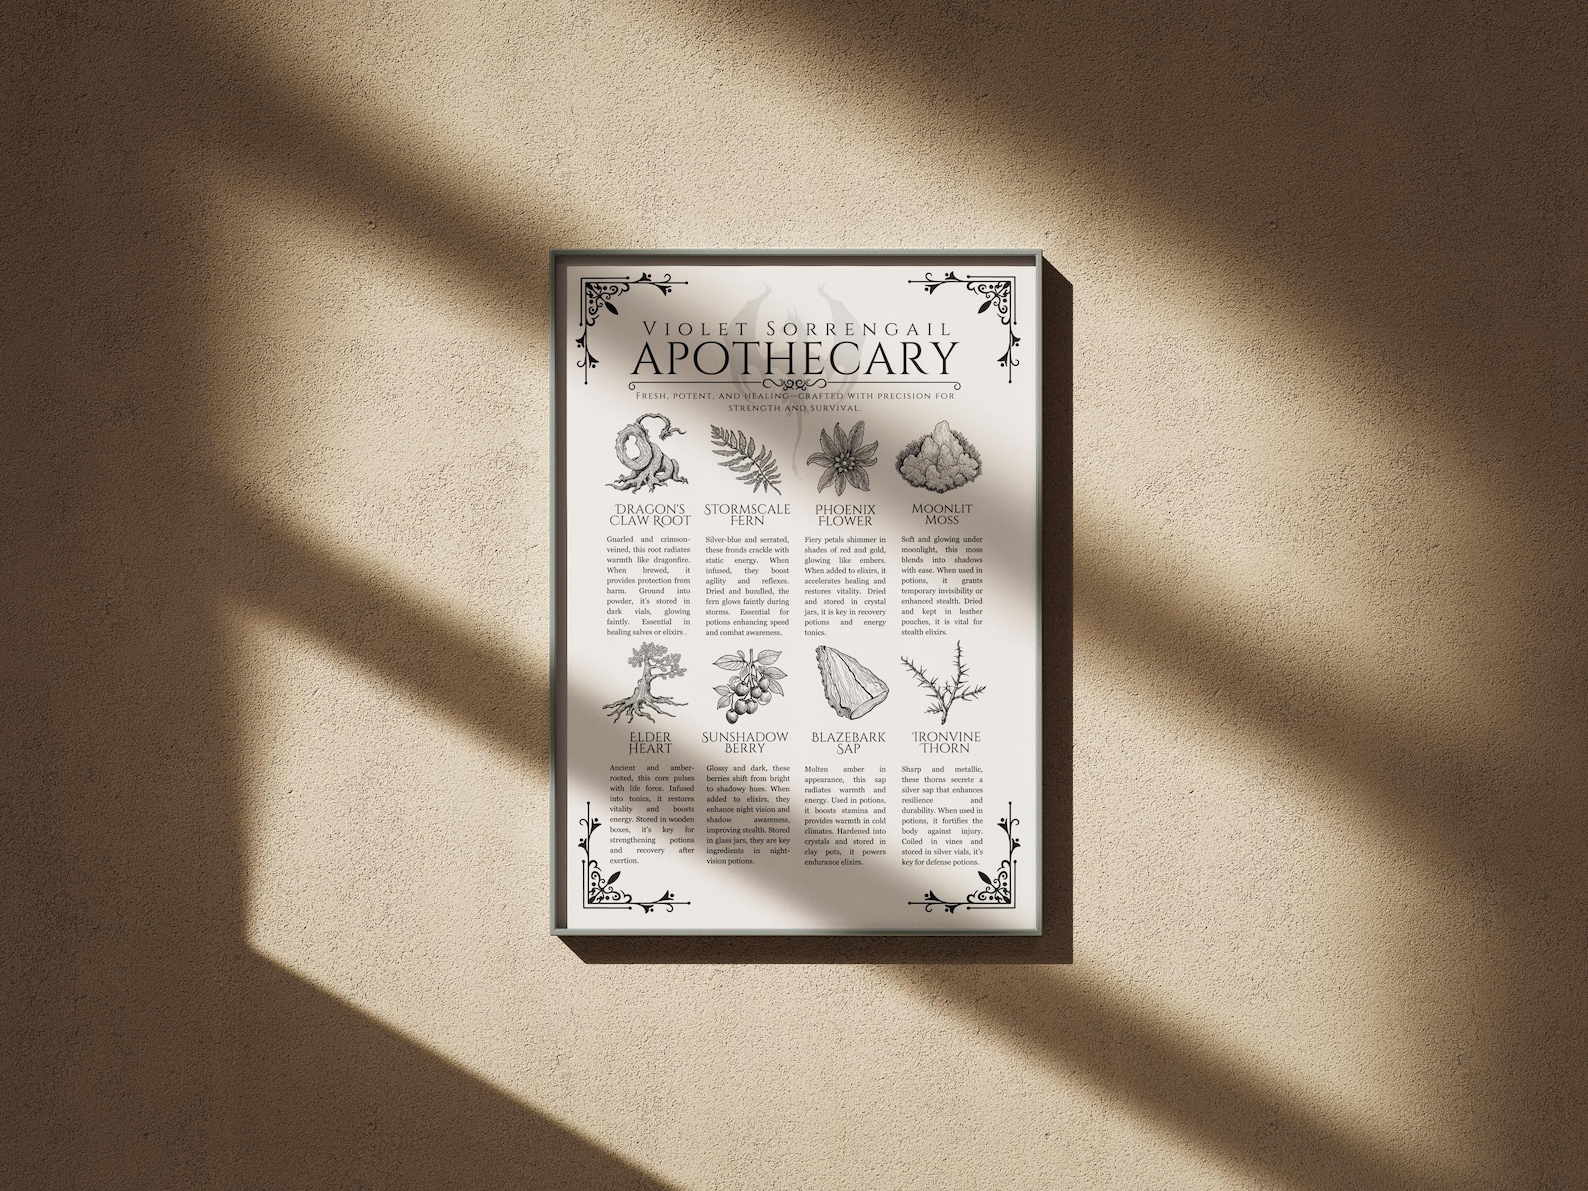 Violet Sorrengail
APOTHECARY
Fresh, potent, and healing—crafted with precision for
strength and survival.
Dragon's
Claw Root
Gnarled and crimson-
veined, this root radiates
warmth like dragonfire.
When brewed, it
provides protection from
harm. Ground into
powder, it's stored in
dark vials, glowing
faintly. Essential in
healing salves or elixirs .
Stormscale
Fern
Silver-blue and serrated,
these fronds crackle with
static energy. When
infused, they boost
agility and reflexes.
Dried and bundled, the
fern glows faintly during
storms. Essential for
potions enhancing speed
and combat awareness.
Phoenix
Flower
Fiery petals shimmer in
shades of red and gold,
glowing like embers.
When added to elixirs, it
accelerates healing and
restores vitality. Dried
and stored in crystal
jars, it is key in recovery
potions and energy
tonics.
Moonlit
Moss
Soft and glowing under
moonlight, this moss
blends into shadows
with ease. When used in
potions, it grants
temporary invisibility or
enhanced stealth. Dried
and kept in leather
pouches, it is vital for
stealth elixirs.
Elder
Heart
Ancient and amber-
rooted, this core pulses
with life force. Infused
into tonics, it restores
vitality and boosts
energy. Stored in wooden
boxes, it's key for
strengthening potions
and recovery after
exertion.
Sunshadow
Berry
Glossy and dark, these
berries shift from bright
to shadowy hues. When
added to elixirs, they
enhance night vision and
shadow awareness,
improving stealth. Stored
in glass jars, they are key
ingredients in night-
vision potions.
Blazebark
Sap
Molten amber in
appearance, this sap
radiates warmth and
energy. Used in potions,
it boosts stamina and
provides warmth in cold
climates. Hardened into
crystals and stored in
clay pots, it powers
endurance elixirs.
Ironvine
Thorn
Sharp and metallic,
these thorns secrete a
silver sap that enhances
resilience and
durability. When used in
potions, it fortifies the
body against injury.
Coiled in vines and
stored in silver vials, it's
key for defense potions.